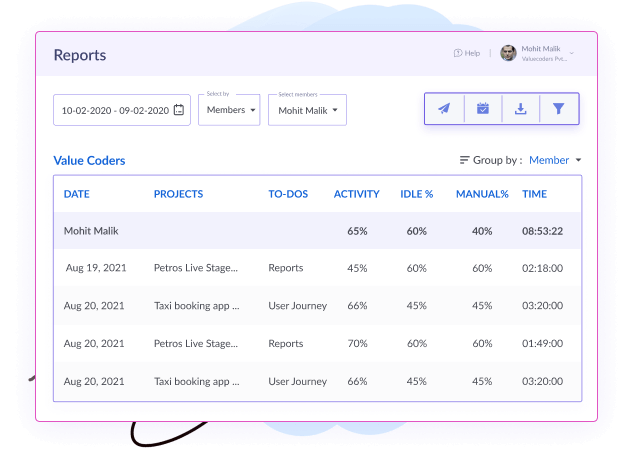 Reports
Help
Mohit Malik
Valuecoders Pvt...
Select by
Select members
10-02-2020 - 09-02-2020
Members
Mohit Malik
Value Coders
Group by : Member
DATE PROJECTS TO-DOS ACTIVITY IDLE % MANUAL% TIME
Mohit Malik 65% 60% 40% 08:53:22
Aug 19, 2021 Petros Live Stage... Reports 45% 60% 60% 02:18:00
Aug 20, 2021 Taxi booking app ... User Journey 66% 45% 45% 03:20:00
Aug 20, 2021 Petros Live Stage... Reports 70% 60% 60% 01:49:00
Aug 20, 2021 Taxi booking app ... User Journey 66% 45% 45% 03:20:00